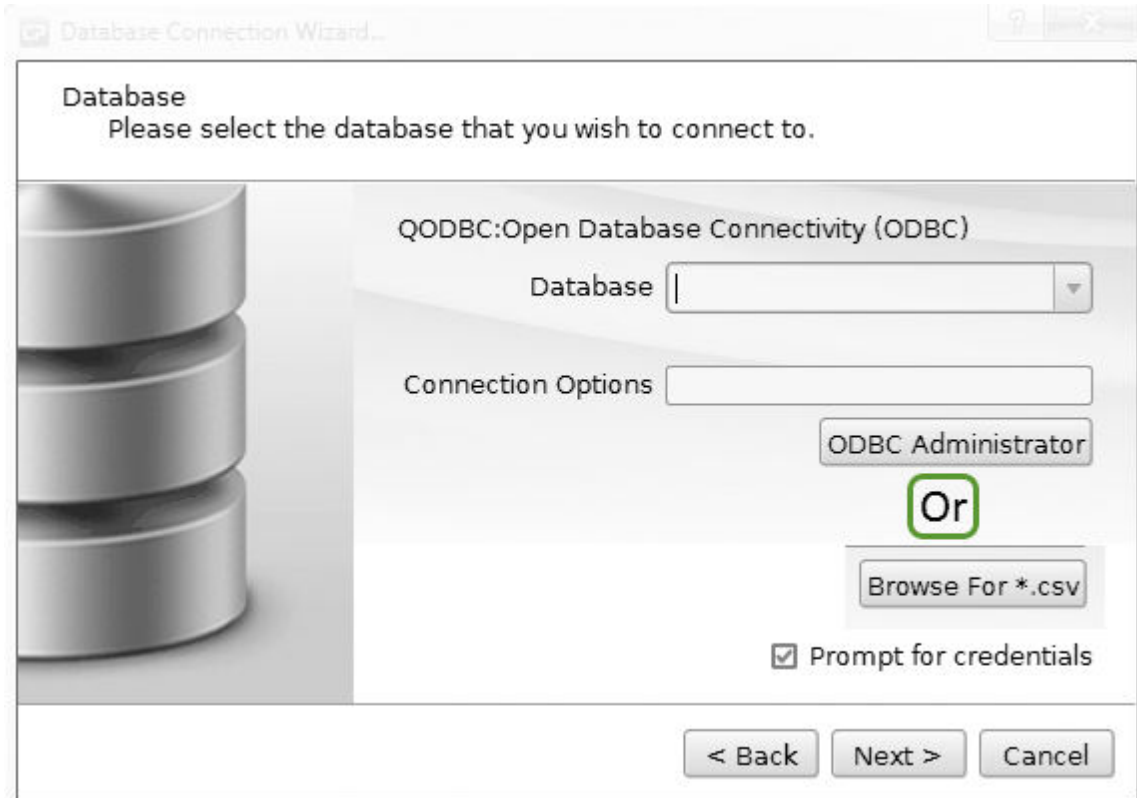 Database Connection Wizard...
Database
Please select the database that you wish to connect to.
QODBC:Open Database Connectivity (ODBC)
Database
Connection Options
ODBC Administrator
Or
Browse For *.csv
Prompt for credentials
< Back Next > Cancel